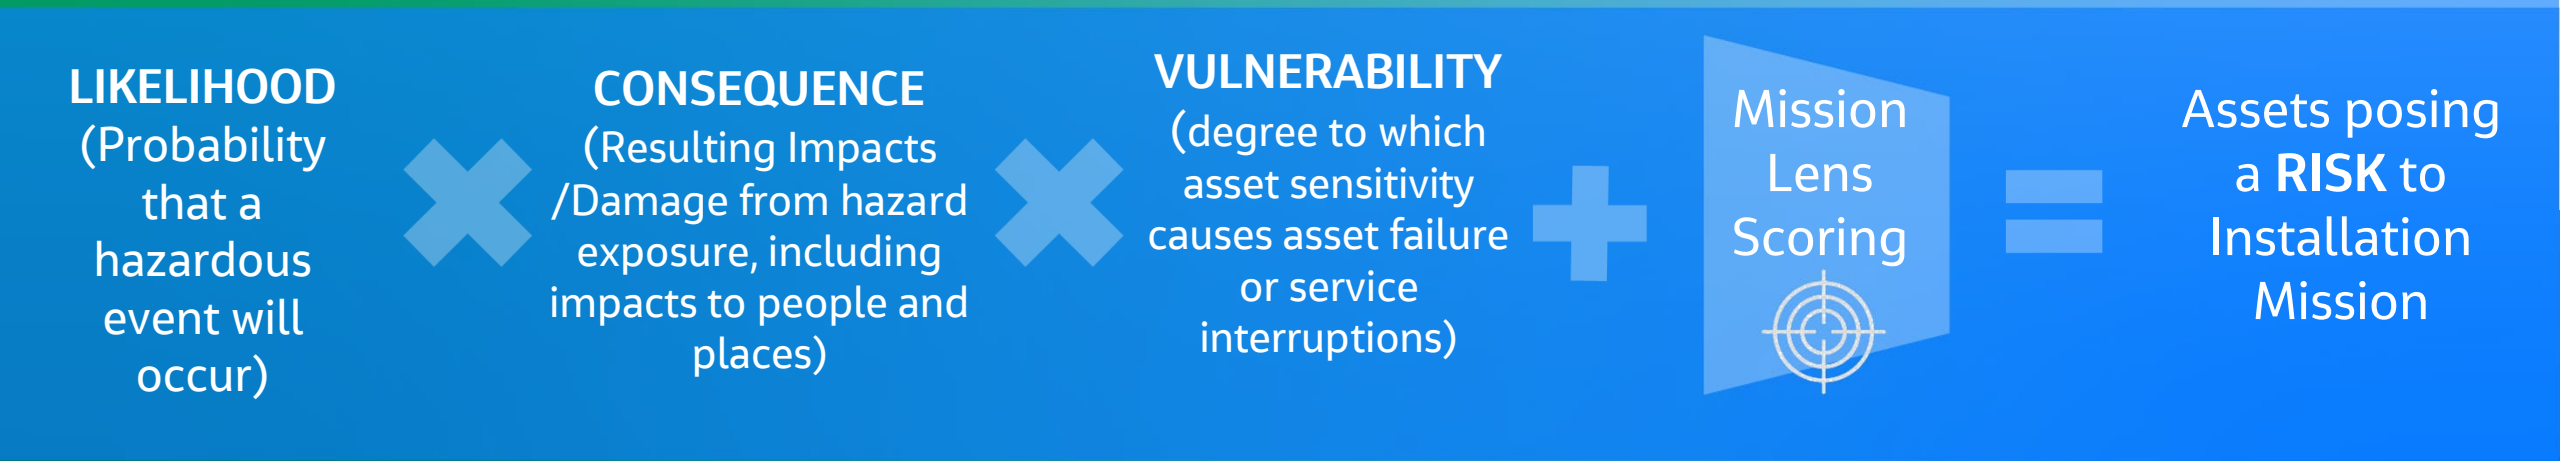 LIKELIHOOD
(Probability
that a
hazardous
event will
occur)
CONSEQUENCE
(Resulting Impacts
/Damage from hazard
exposure, including
impacts to people and
places)
VULNERABILITY
(degree to which
asset sensitivity
causes asset failure
or service
interruptions)
Mission
Lens
Scoring
Assets posing
a RISK to
Installation
Mission